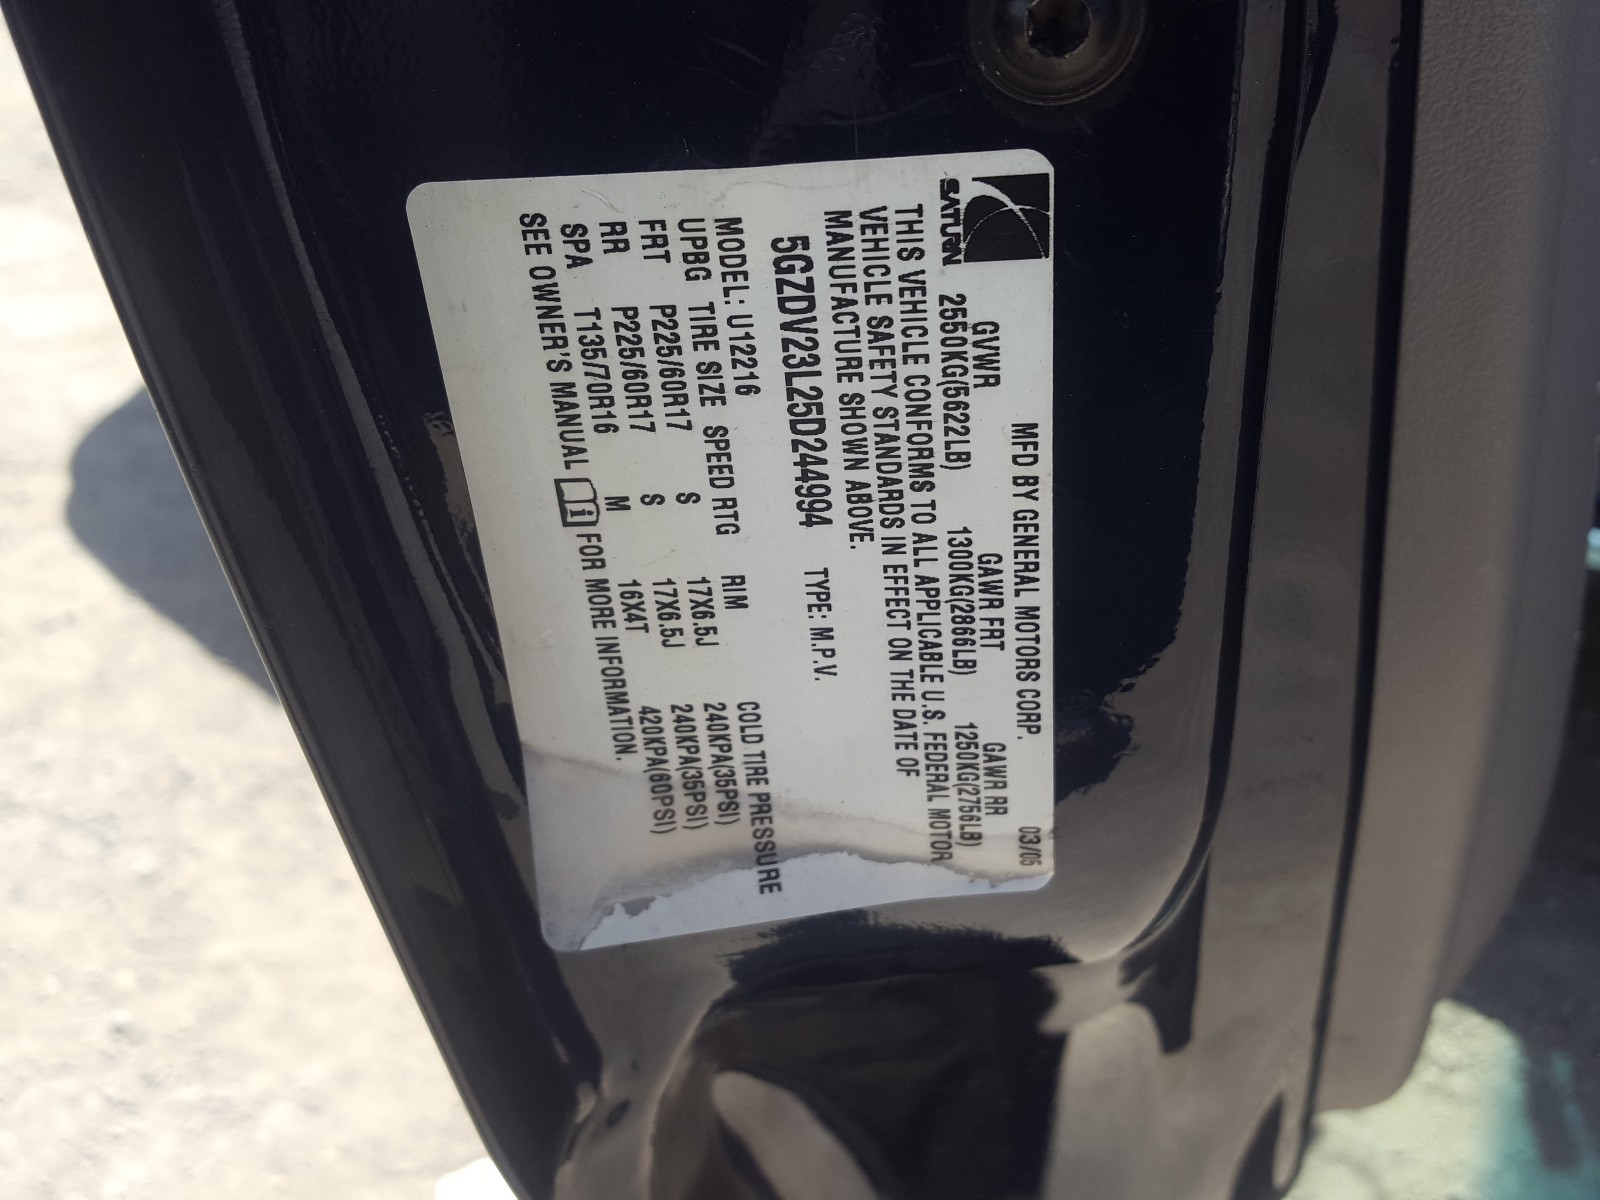 SATURN
MFD BY GENERAL MOTORS CORP. 03/05
GVWR GAWR FRT GAWR RR
2550KG(5622LB) 1300KG(2866LB) 1250KG(2756LB)
THIS VEHICLE CONFORMS TO ALL APPLICABLE U.S. FEDERAL MOTOR
VEHICLE SAFETY STANDARDS IN EFFECT ON THE DATE OF
MANUFACTURE SHOWN ABOVE.
5GZDV23L25D244994 TYPE: M.P.V.
MODEL: U12216
UPBG TIRE SIZE SPEED RTG RIM COLD TIRE PRESSURE
FRT P225/60R17 S 17X6.5J 240KPA(35PSI)
RR P225/60R17 S 17X6.5J 240KPA(35PSI)
SPA T135/70R16 M 16X4T 420KPA(60PSI)
SEE OWNER'S MANUAL i FOR MORE INFORMATION.